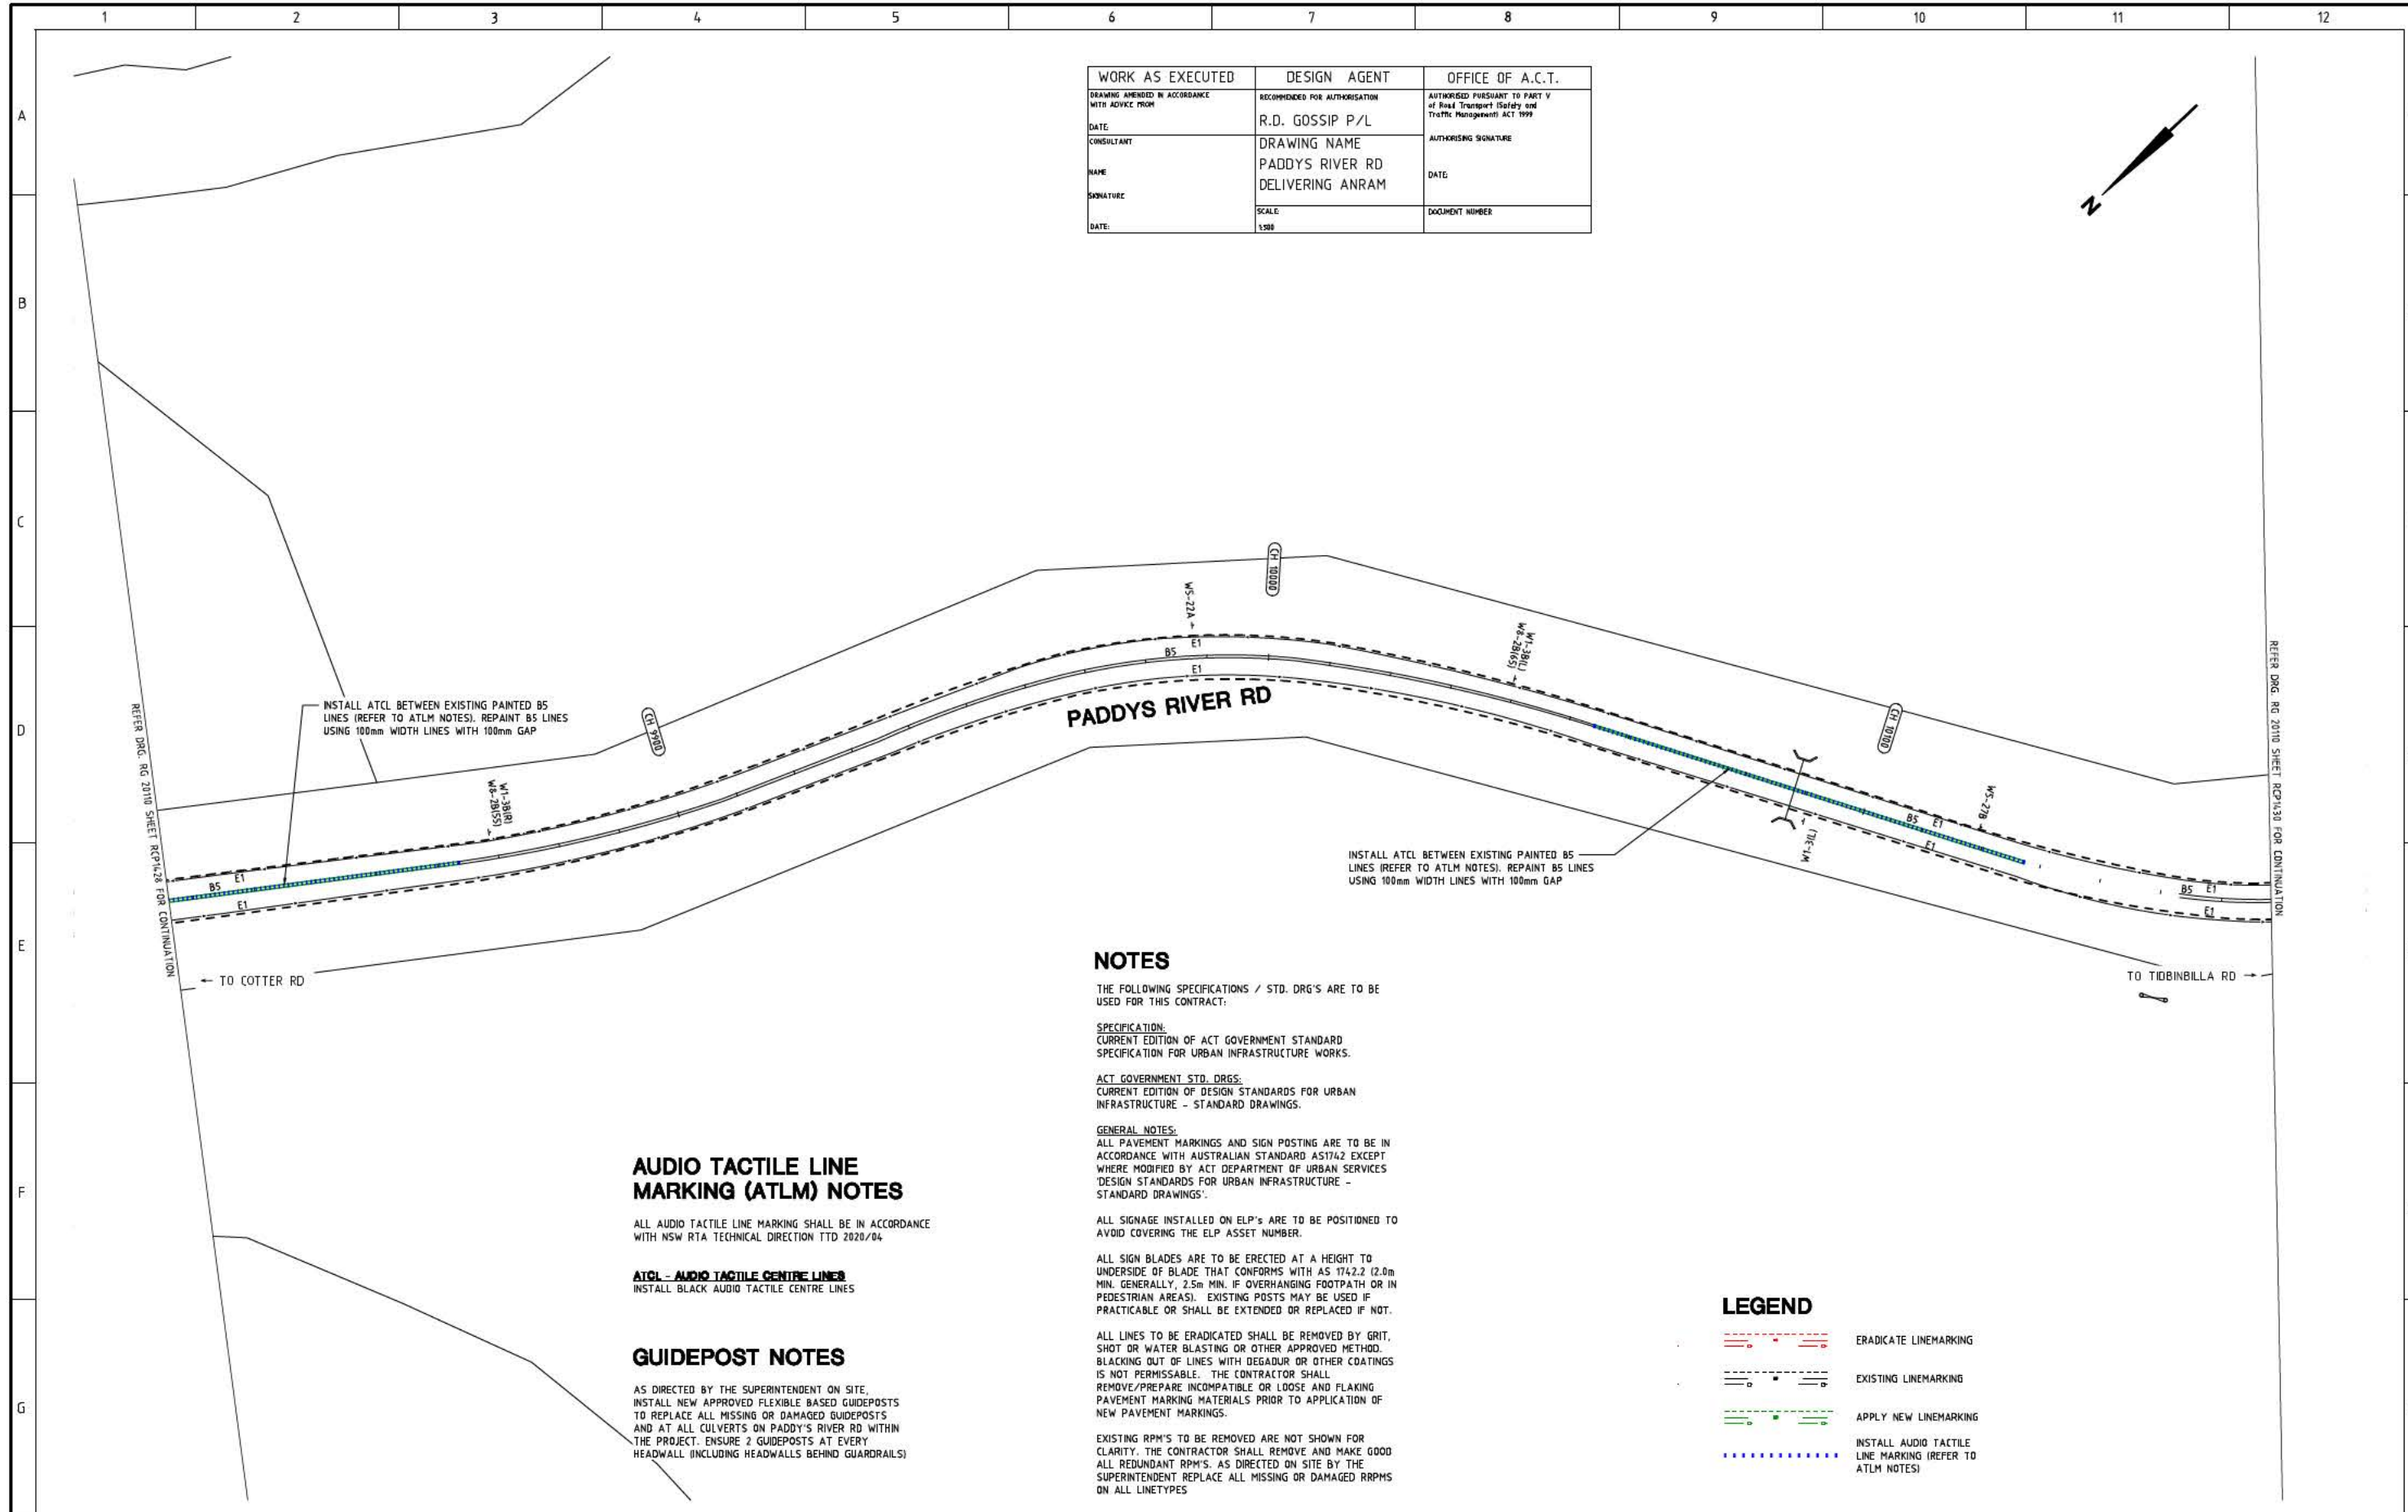 1 2 3 4 5 6 7 8 9 10 11 12
A
B
C
D
E
F
G
WORK AS EXECUTED
DRAWING AMENDED IN ACCORDANCE
WITH ADVICE FROM
DATE:
CONSULTANT
NAME
SIGNATURE
DATE:
DESIGN AGENT
RECOMMENDED FOR AUTHORISATION
R.D. GOSSIP P/L
DRAWING NAME
PADDYS RIVER RD
DELIVERING ANRAM
SCALE:
1:500
OFFICE OF A.C.T.
AUTHORISED PURSUANT TO PART V
of Road Transport (Safety and
Traffic Management) ACT 1999
AUTHORISING SIGNATURE
DATE:
DOCUMENT NUMBER
N
REFER DRG. RG 20110 SHEET RCP1428 FOR CONTINUATION
INSTALL ATCL BETWEEN EXISTING PAINTED B5
LINES (REFER TO ATLM NOTES). REPAINT B5 LINES
USING 100mm WIDTH LINES WITH 100mm GAP
CH 9900
W1-3B(R)
W8-2B(55)
B5 E1
E1
← TO COTTER RD
WS-22A
CH 10000
B5 E1
E1
PADDYS RIVER RD
W1-3B(L)
W8-2B(65)
CH 10100
INSTALL ATCL BETWEEN EXISTING PAINTED B5
LINES (REFER TO ATLM NOTES). REPAINT B5 LINES
USING 100mm WIDTH LINES WITH 100mm GAP
W1-3(L)
WS-27B
B5 E1
E1
B5 E1
E1
TO TIDBINBILLA RD →
REFER DRG. RG 20110 SHEET RCP1430 FOR CONTINUATION
AUDIO TACTILE LINE
MARKING (ATLM) NOTES
ALL AUDIO TACTILE LINE MARKING SHALL BE IN ACCORDANCE
WITH NSW RTA TECHNICAL DIRECTION TTD 2020/04
ATCL - AUDIO TACTILE CENTRE LINES
INSTALL BLACK AUDIO TACTILE CENTRE LINES
GUIDEPOST NOTES
AS DIRECTED BY THE SUPERINTENDENT ON SITE,
INSTALL NEW APPROVED FLEXIBLE BASED GUIDEPOSTS
TO REPLACE ALL MISSING OR DAMAGED GUIDEPOSTS
AND AT ALL CULVERTS ON PADDY'S RIVER RD WITHIN
THE PROJECT. ENSURE 2 GUIDEPOSTS AT EVERY
HEADWALL (INCLUDING HEADWALLS BEHIND GUARDRAILS)
NOTES
THE FOLLOWING SPECIFICATIONS / STD. DRG'S ARE TO BE
USED FOR THIS CONTRACT:
SPECIFICATION:
CURRENT EDITION OF ACT GOVERNMENT STANDARD
SPECIFICATION FOR URBAN INFRASTRUCTURE WORKS.
ACT GOVERNMENT STD. DRGS:
CURRENT EDITION OF DESIGN STANDARDS FOR URBAN
INFRASTRUCTURE - STANDARD DRAWINGS.
GENERAL NOTES:
ALL PAVEMENT MARKINGS AND SIGN POSTING ARE TO BE IN
ACCORDANCE WITH AUSTRALIAN STANDARD AS1742 EXCEPT
WHERE MODIFIED BY ACT DEPARTMENT OF URBAN SERVICES
'DESIGN STANDARDS FOR URBAN INFRASTRUCTURE -
STANDARD DRAWINGS'.
ALL SIGNAGE INSTALLED ON ELP's ARE TO BE POSITIONED TO
AVOID COVERING THE ELP ASSET NUMBER.
ALL SIGN BLADES ARE TO BE ERECTED AT A HEIGHT TO
UNDERSIDE OF BLADE THAT CONFORMS WITH AS 1742.2 (2.0m
MIN. GENERALLY, 2.5m MIN. IF OVERHANGING FOOTPATH OR IN
PEDESTRIAN AREAS). EXISTING POSTS MAY BE USED IF
PRACTICABLE OR SHALL BE EXTENDED OR REPLACED IF NOT.
ALL LINES TO BE ERADICATED SHALL BE REMOVED BY GRIT,
SHOT OR WATER BLASTING OR OTHER APPROVED METHOD.
BLACKING OUT OF LINES WITH DEGADUR OR OTHER COATINGS
IS NOT PERMISSABLE. THE CONTRACTOR SHALL
REMOVE/PREPARE INCOMPATIBLE OR LOOSE AND FLAKING
PAVEMENT MARKING MATERIALS PRIOR TO APPLICATION OF
NEW PAVEMENT MARKINGS.
EXISTING RPM'S TO BE REMOVED ARE NOT SHOWN FOR
CLARITY. THE CONTRACTOR SHALL REMOVE AND MAKE GOOD
ALL REDUNDANT RPM'S. AS DIRECTED ON SITE BY THE
SUPERINTENDENT REPLACE ALL MISSING OR DAMAGED RRPMS
ON ALL LINETYPES
LEGEND
ERADICATE LINEMARKING
EXISTING LINEMARKING
APPLY NEW LINEMARKING
INSTALL AUDIO TACTILE
LINE MARKING (REFER TO
ATLM NOTES)